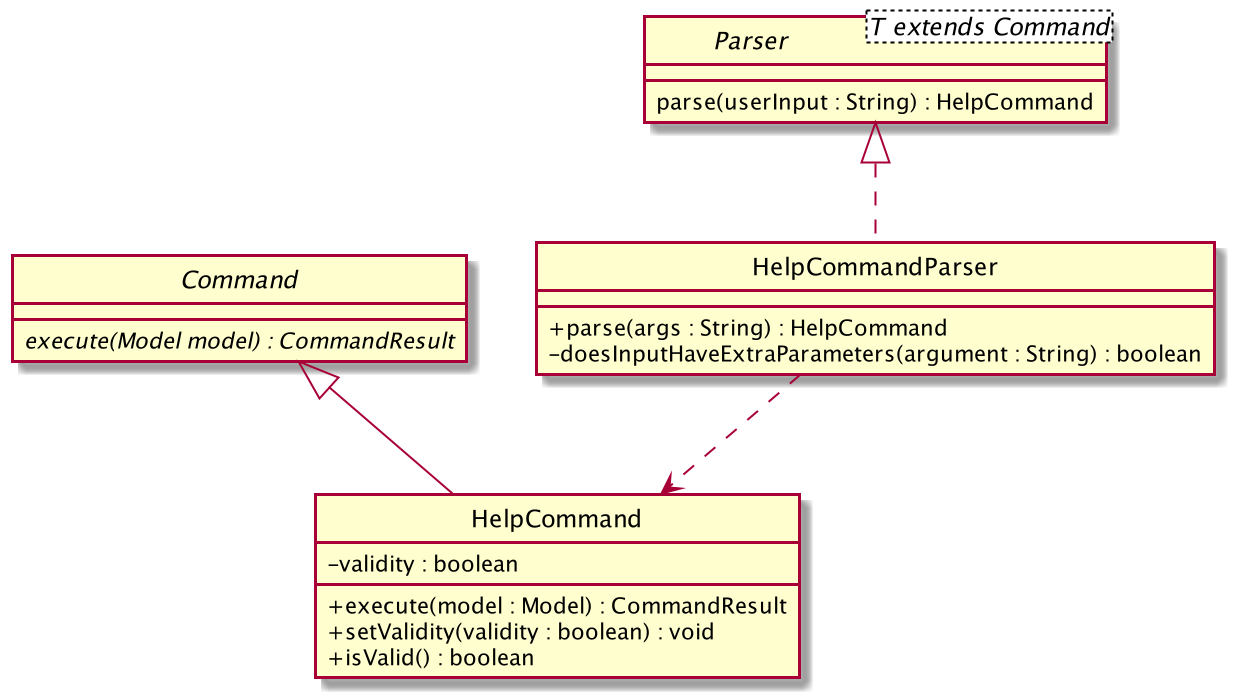 T extends Command
Parser
parse(userInput : String) : HelpCommand
HelpCommandParser
+parse(args : String) : HelpCommand
−doesInputHaveExtraParameters(argument : String) : boolean
Command
execute(Model model) : CommandResult
HelpCommand
−validity : boolean
+execute(model : Model) : CommandResult
+setValidity(validity : boolean) : void
+isValid() : boolean